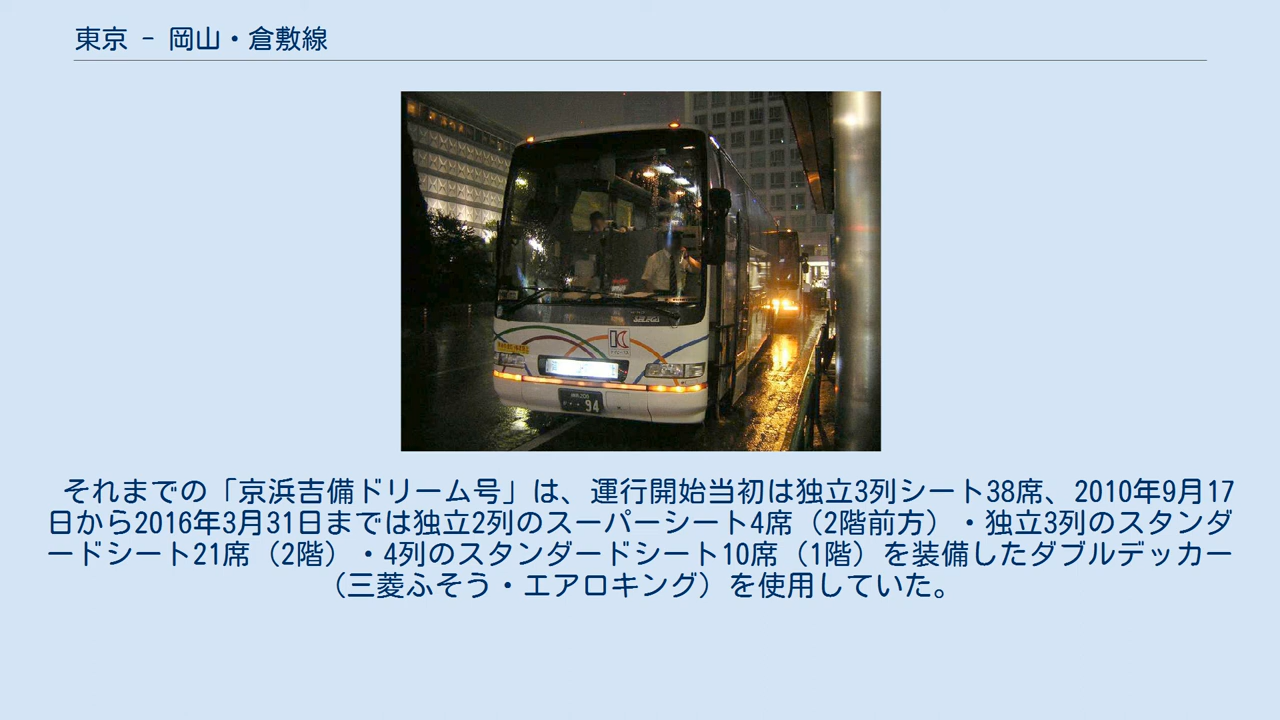 東京 - 岡山・倉敷線
SELEGA
94
それまでの「京浜吉備ドリーム号」は、運行開始当初は独立3列シート38席、2010年9月17
日から2016年3月31日までは独立2列のスーパーシート4席（2階前方）・独立3列のスタンダ
ードシート21席（2階）・4列のスタンダードシート10席（1階）を装備したダブルデッカー
（三菱ふそう・エアロキング）を使用していた。